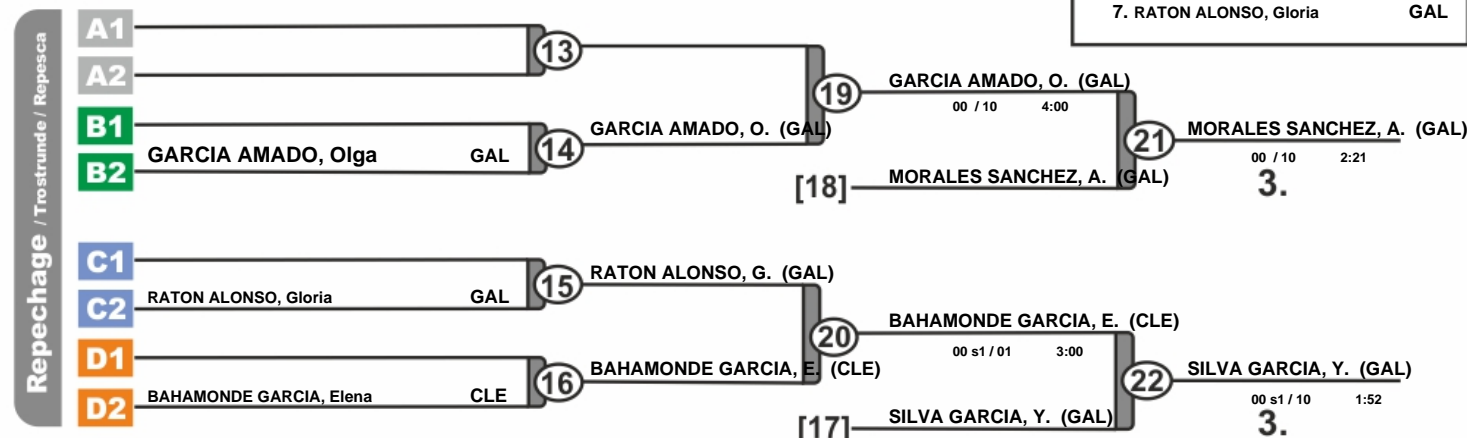 7. RATON ALONSO, Gloria GAL
Repechage / Trostrunde / Repesca
A1
13
A2
19
GARCIA AMADO, O. (GAL)
00 / 10 4:00
B1
GARCIA AMADO, O. (GAL)
21
MORALES SANCHEZ, A. (GAL)
GARCIA AMADO, Olga GAL
14
00 / 10 2:21
B2
[18]
MORALES SANCHEZ, A. (GAL)
3.
C1
RATON ALONSO, G. (GAL)
15
C2
RATON ALONSO, Gloria GAL
BAHAMONDE GARCIA, E. (CLE)
20
00 s1 / 01 3:00
D1
BAHAMONDE GARCIA, E. (CLE)
22
SILVA GARCIA, Y. (GAL)
16
D2
BAHAMONDE GARCIA, Elena CLE
00 s1 / 10 1:52
[17]
SILVA GARCIA, Y. (GAL)
3.